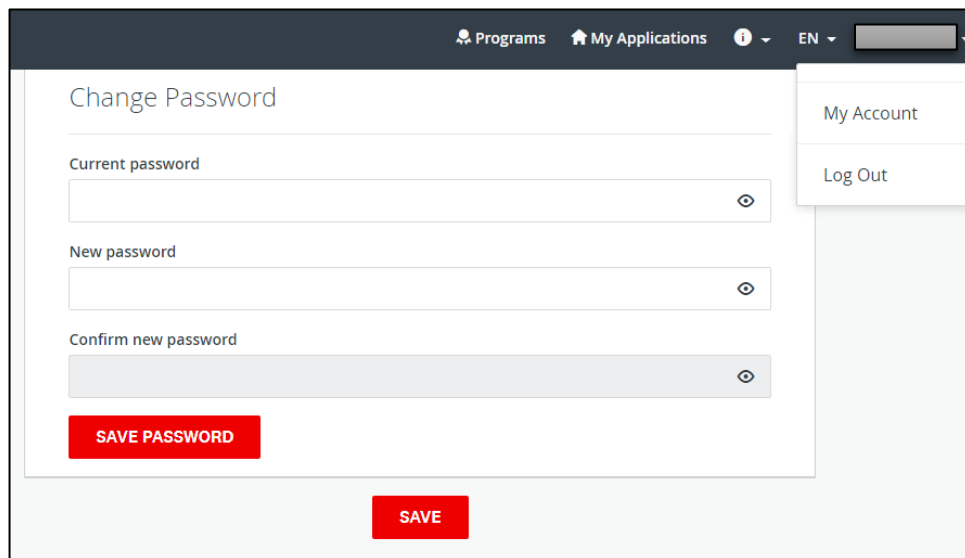 Programs My Applications EN
My Account
Log Out
Change Password
Current password
New password
Confirm new password
SAVE PASSWORD
SAVE